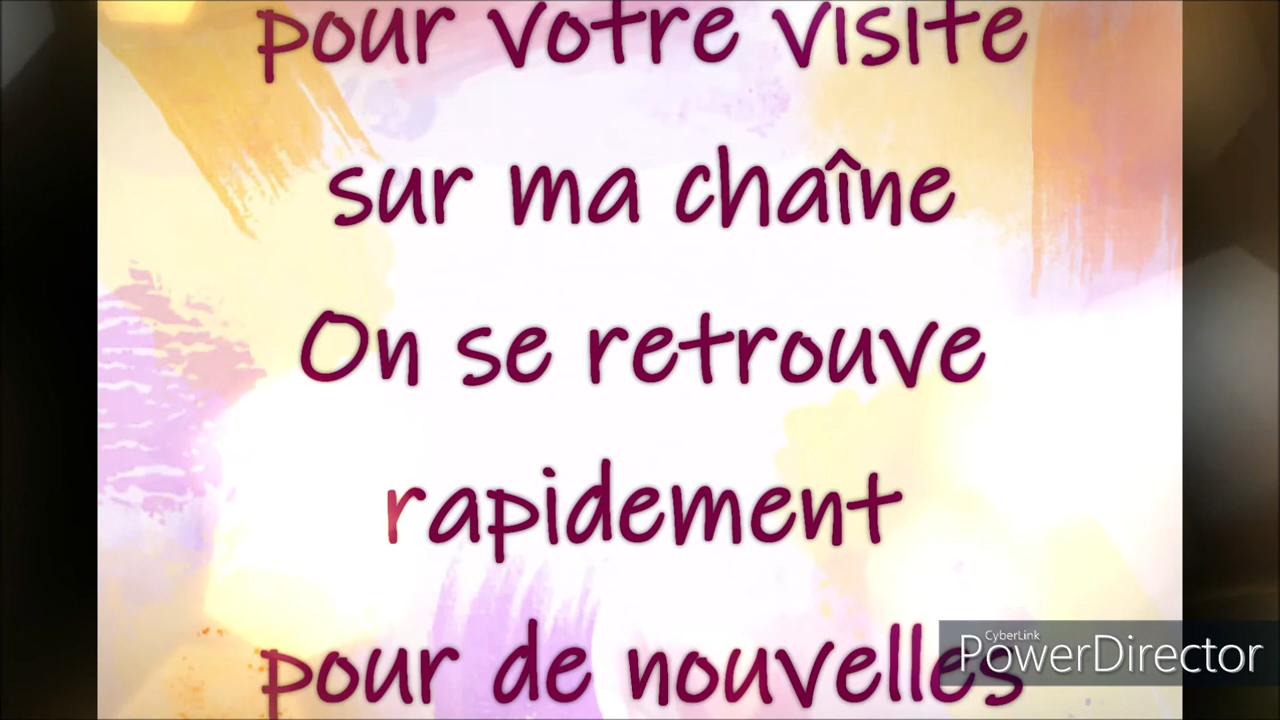 pour votre visite
sur ma chaîne
On se retrouve
rapidement
pour de nouvelles
CyberLink
PowerDirector